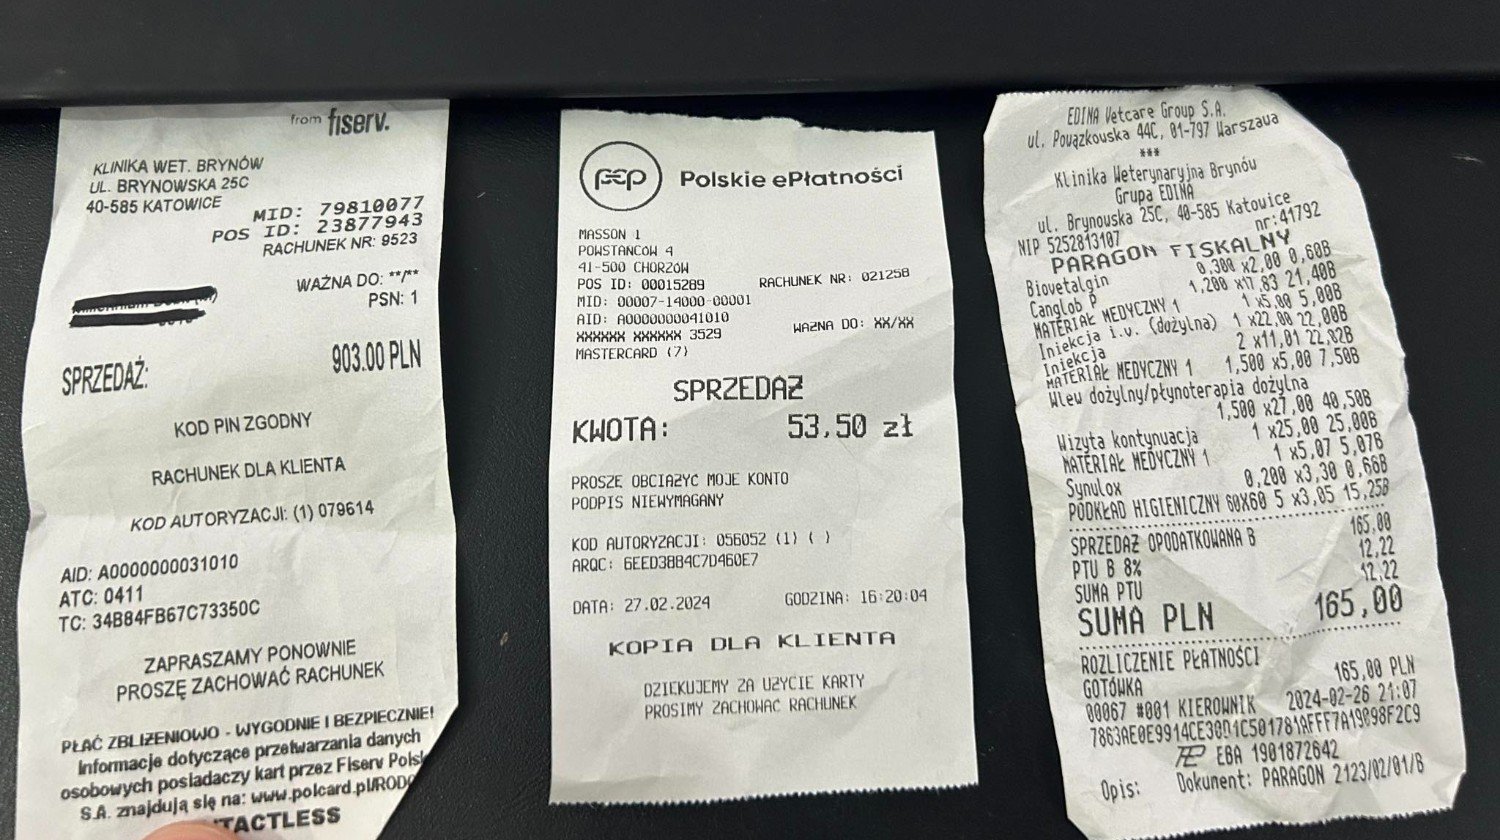 from fiserv.
KLINIKA WET. BRYNÓW
UL. BRYNOWSKA 25C
40-585 KATOWICE
MID: 79810077
POS ID: 23877943
RACHUNEK NR: 9523
WAŻNA DO: **/**
PSN: 1
SPRZEDAŻ: 903.00 PLN
KOD PIN ZGODNY
RACHUNEK DLA KLIENTA
KOD AUTORYZACJI: (1) 079614
AID: A0000000031010
ATC: 0411
TC: 34B84FB67C73350C
ZAPRASZAMY PONOWNIE
PROSZĘ ZACHOWAĆ RACHUNEK
PŁAĆ ZBLIŻENIOWO - WYGODNIE I BEZPIECZNIE!
Informacje dotyczące przetwarzania danych
osobowych posiadaczy kart przez Fiserv Polsk
S.A. znajdują się na: www.polcard.pl/RODO
TACTLESS
PEP Polskie ePłatności
MASSON 1
POWSTANCOW 4
41-500 CHORZÓW
POS ID: 00015289 RACHUNEK NR: 021258
MID: 00007-14000-00001
AID: A0000000041010
XXXXXX XXXXXX 3529 WAŻNA DO: XX/XX
MASTERCARD (7)
SPRZEDAŻ
KWOTA: 53,50 zł
PROSZE OBCIAŻYC MOJE KONTO
PODPIS NIEWYMAGANY
KOD AUTORYZACJI: 056052 (1) ( )
ARQC: 6EED38B4C7D460E7
DATA: 27.02.2024 GODZINA: 16:20:04
KOPIA DLA KLIENTA
DZIEKUJEMY ZA UŻYCIE KARTY
PROSIMY ZACHOWAC RACHUNEK
EDINA Vetcare Group S.A.
ul. Powązkowska 44C, 01-797 Warszawa
***
Klinika Weterynaryjna Brynów
Grupa EDINA
ul. Brynowska 25C, 40-585 Katowice
NIP 5252813107 nr:41792
PARAGON FISKALNY
Biovetalgin 0,300 x2,00 0,60B
Canglob P 1,200 x17,83 21,40B
MATERIAŁ MEDYCZNY 1 1 x5,00 5,00B
Iniekcja i.v. (dożylna) 1 x22,00 22,00B
Iniekcja 2 x11,01 22,02B
MATERIAŁ MEDYCZNY 1 1,500 x5,00 7,50B
Wlew dożylny/płynoterapia dożylna
1,500 x27,00 40,50B
Wizyta kontynuacja 1 x25,00 25,00B
MATERIAŁ MEDYCZNY 1 1 x5,07 5,07B
Synulox 0,200 x3,30 0,66B
PODKŁAD HIGIENICZNY 60X60 5 x3,05 15,25B
SPRZEDAŻ OPODATKOWANA B 165,00
PTU B 8% 12,22
SUMA PTU 12,22
SUMA PLN 165,00
ROZLICZENIE PŁATNOŚCI
GOTÓWKA 165,00 PLN
00067 #001 KIEROWNIK 2024-02-26 21:07
EBA 1901872642
Opis: Dokument: PARAGON 2123/02/01/B